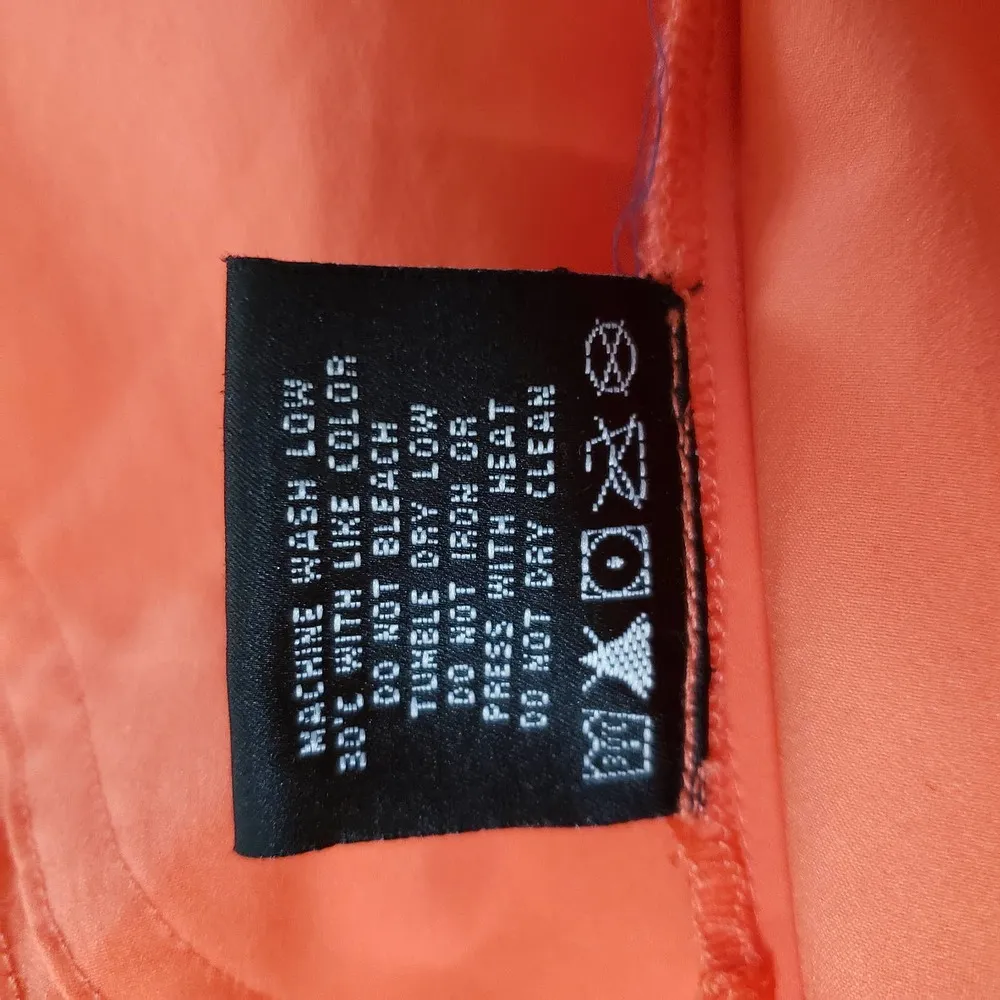 MACHINE WASH LOW
30°C WITH LIKE COLOR
DO NOT BLEACH
TUMBLE DRY LOW
DO NOT IRON OR
PRESS WITH HEAT
DO NOT DRY CLEAN
30°C